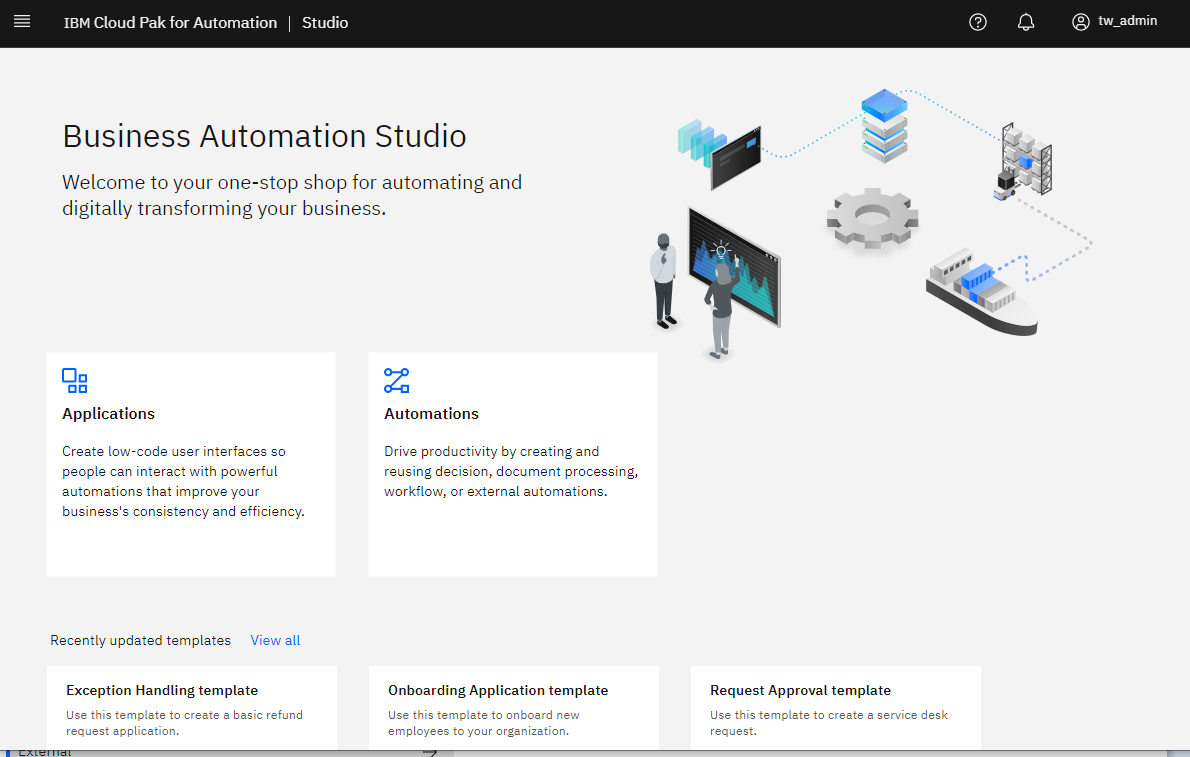 IBM Cloud Pak for Automation | Studio
tw_admin
Business Automation Studio
Welcome to your one-stop shop for automating and
digitally transforming your business.
Applications
Create low-code user interfaces so
people can interact with powerful
automations that improve your
business's consistency and efficiency.
Automations
Drive productivity by creating and
reusing decision, document processing,
workflow, or external automations.
Recently updated templates View all
Exception Handling template
Use this template to create a basic refund
request application.
Onboarding Application template
Use this template to onboard new
employees to your organization.
Request Approval template
Use this template to create a service desk
request.
External